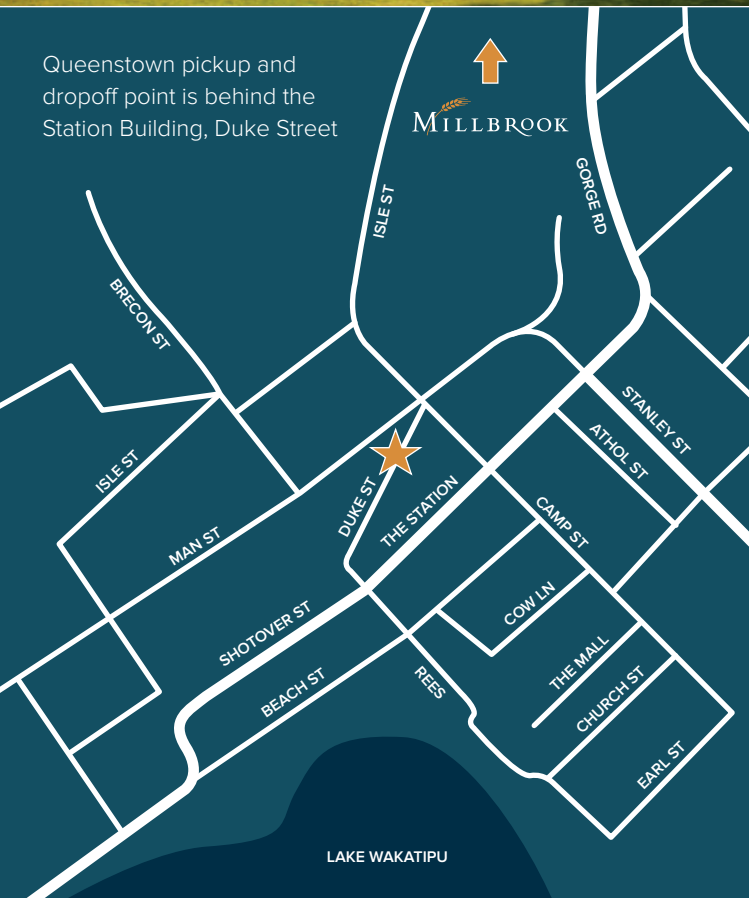 Queenstown pickup and
dropoff point is behind the
Station Building, Duke Street
MILLBROOK
ISLE ST
GORGE RD
BRECON ST
STANLEY ST
ATHOL ST
ISLE ST
DUKE ST
THE STATION
CAMP ST
MAN ST
COW LN
SHOTOVER ST
THE MALL
BEACH ST
REES
CHURCH ST
EARL ST
LAKE WAKATIPU